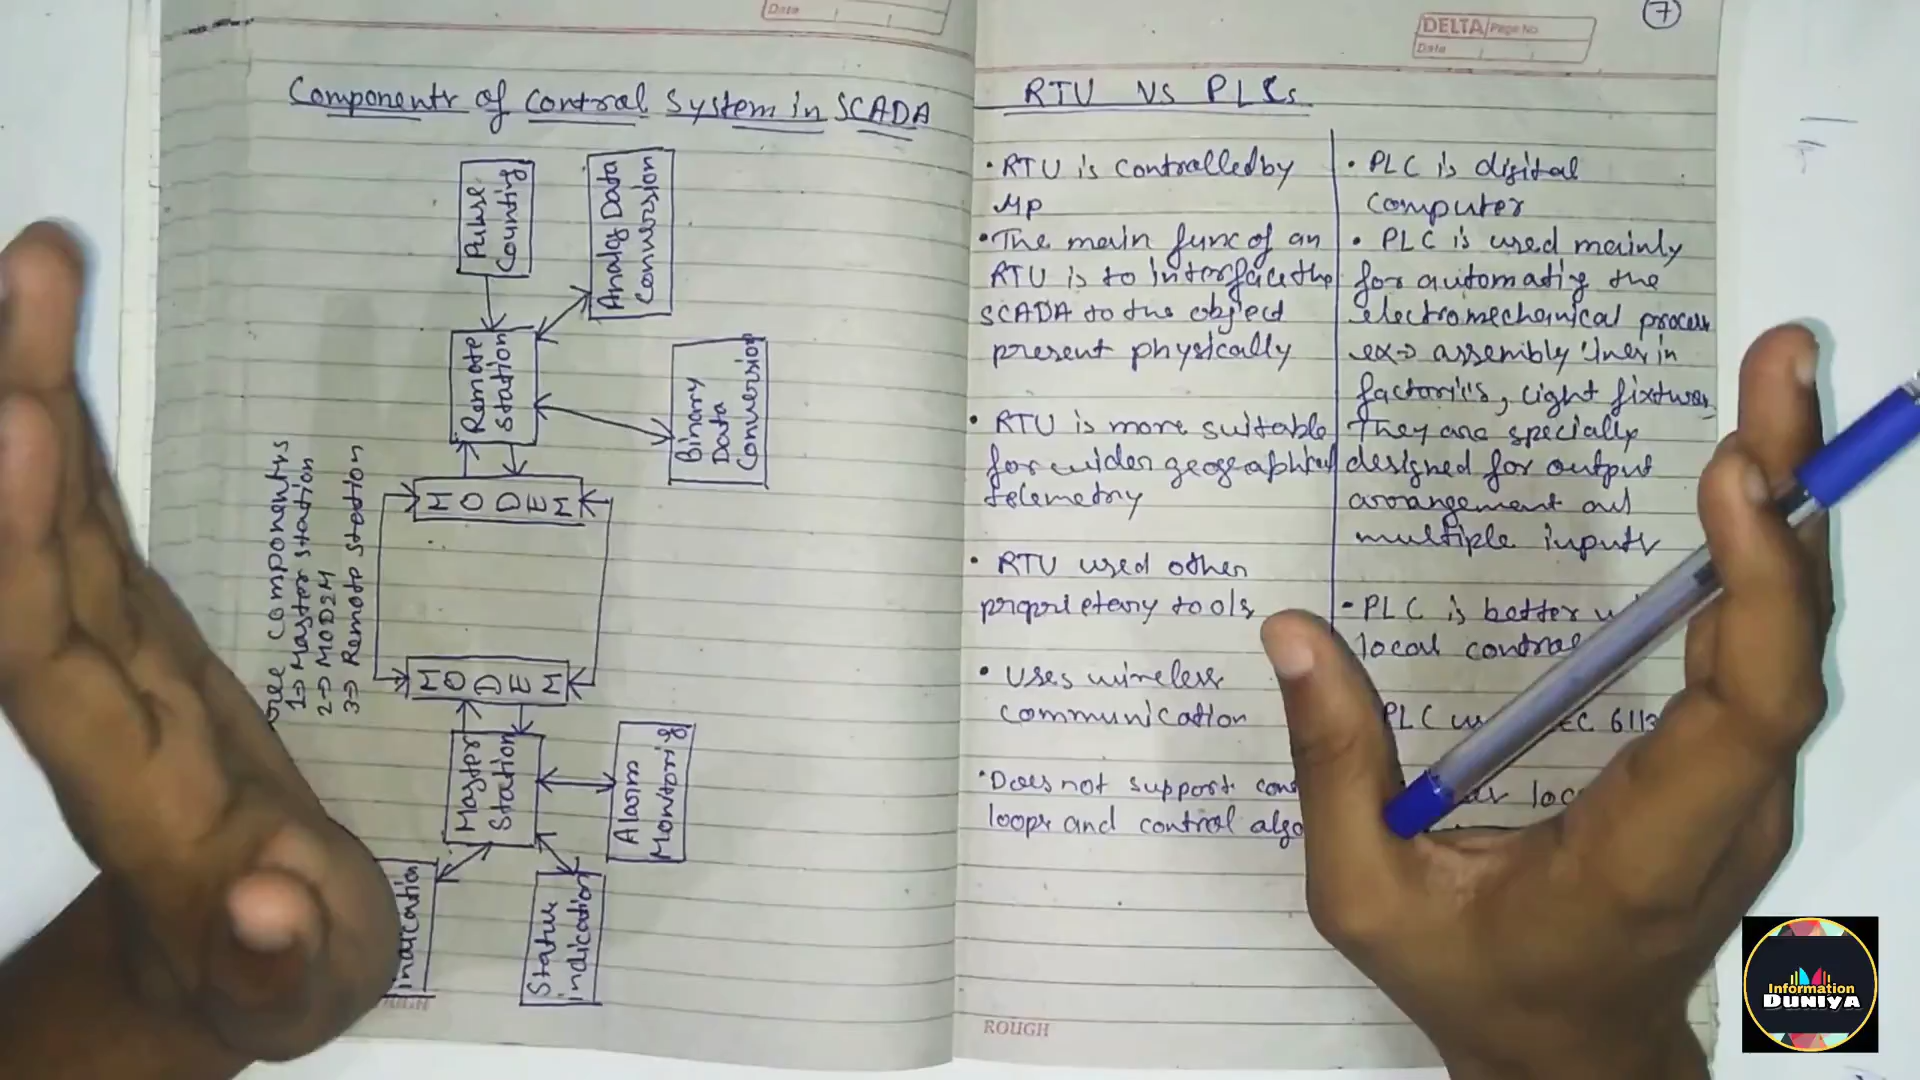 Data
Components of Control System in SCADA
Pulse
Counting
Analog Data
Conversion
Remote
Station
Binary
Data
Conversion
MODEM
Components
1→ Master Station
2→ MODEM
3→ Remote Station
MODEM
Master
Station
Alarm
Monitoring
indication
Status
indication
DELTA Page No.
Date
7
RTU VS PLCs
• RTU is controlled by
μp
• The main func of an
RTU is to interface the
SCADA to the object
present physically
• RTU is more suitable
for wider geographical
telemetry
• RTU used other
proprietary tools
• Uses wireless
communication
• Does not support
loops and control algo
• PLC is digital
computer
• PLC is used mainly
for automating the
electromechanical process
ex→ assembly lines in
factories, light fixtures
They are specially
designed for output
arrangement and
multiple inputs
• PLC is better
local control
PLC
ROUGH
Information
DUNIYA